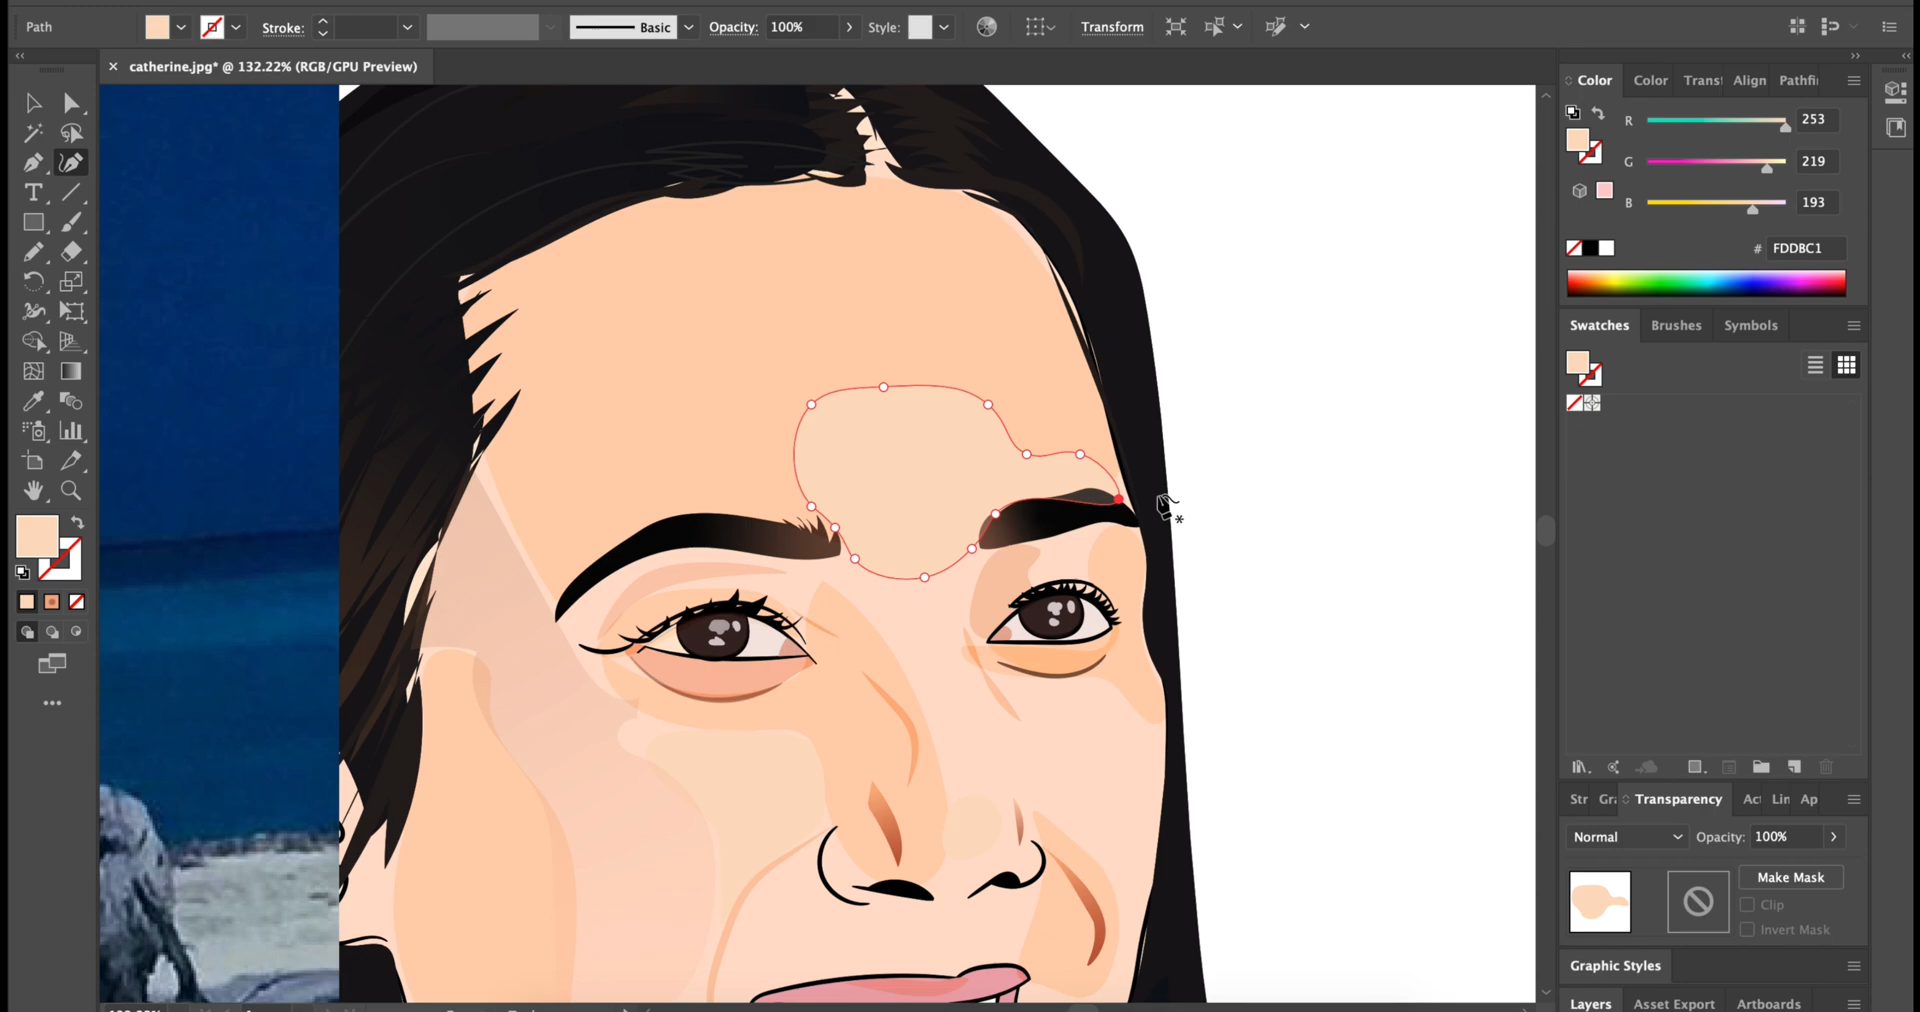 Path
Stroke:
Basic
Opacity: 100%
Style:
Transform
catherine.jpg* @ 132.22% (RGB/GPU Preview)
Color Color Trans Align Pathfi
R 253
G 219
B 193
# FDDBC1
Swatches Brushes Symbols
Str Gra Transparency Ac Lin Ap
Normal Opacity: 100%
Make Mask
Clip
Invert Mask
Graphic Styles
Layers Asset Export Artboards